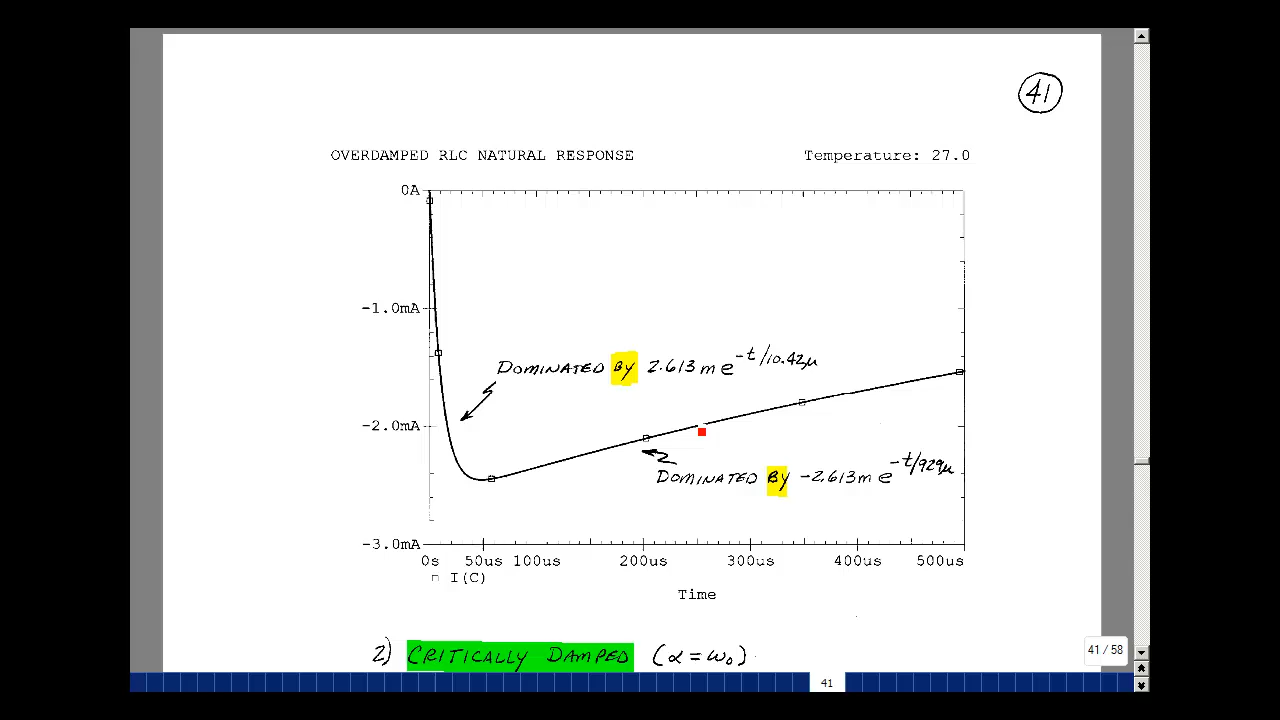 41
OVERDAMPED RLC NATURAL RESPONSE Temperature: 27.0
0A
-1.0mA
DOMINATED BY 2.613 m e^-t/10.42μ
-2.0mA
DOMINATED BY -2.613 m e^-t/929μ
-3.0mA
0s 50us 100us 200us 300us 400us 500us
I(C)
Time
2) CRITICALLY DAMPED (α = ω₀)
41 / 58
41